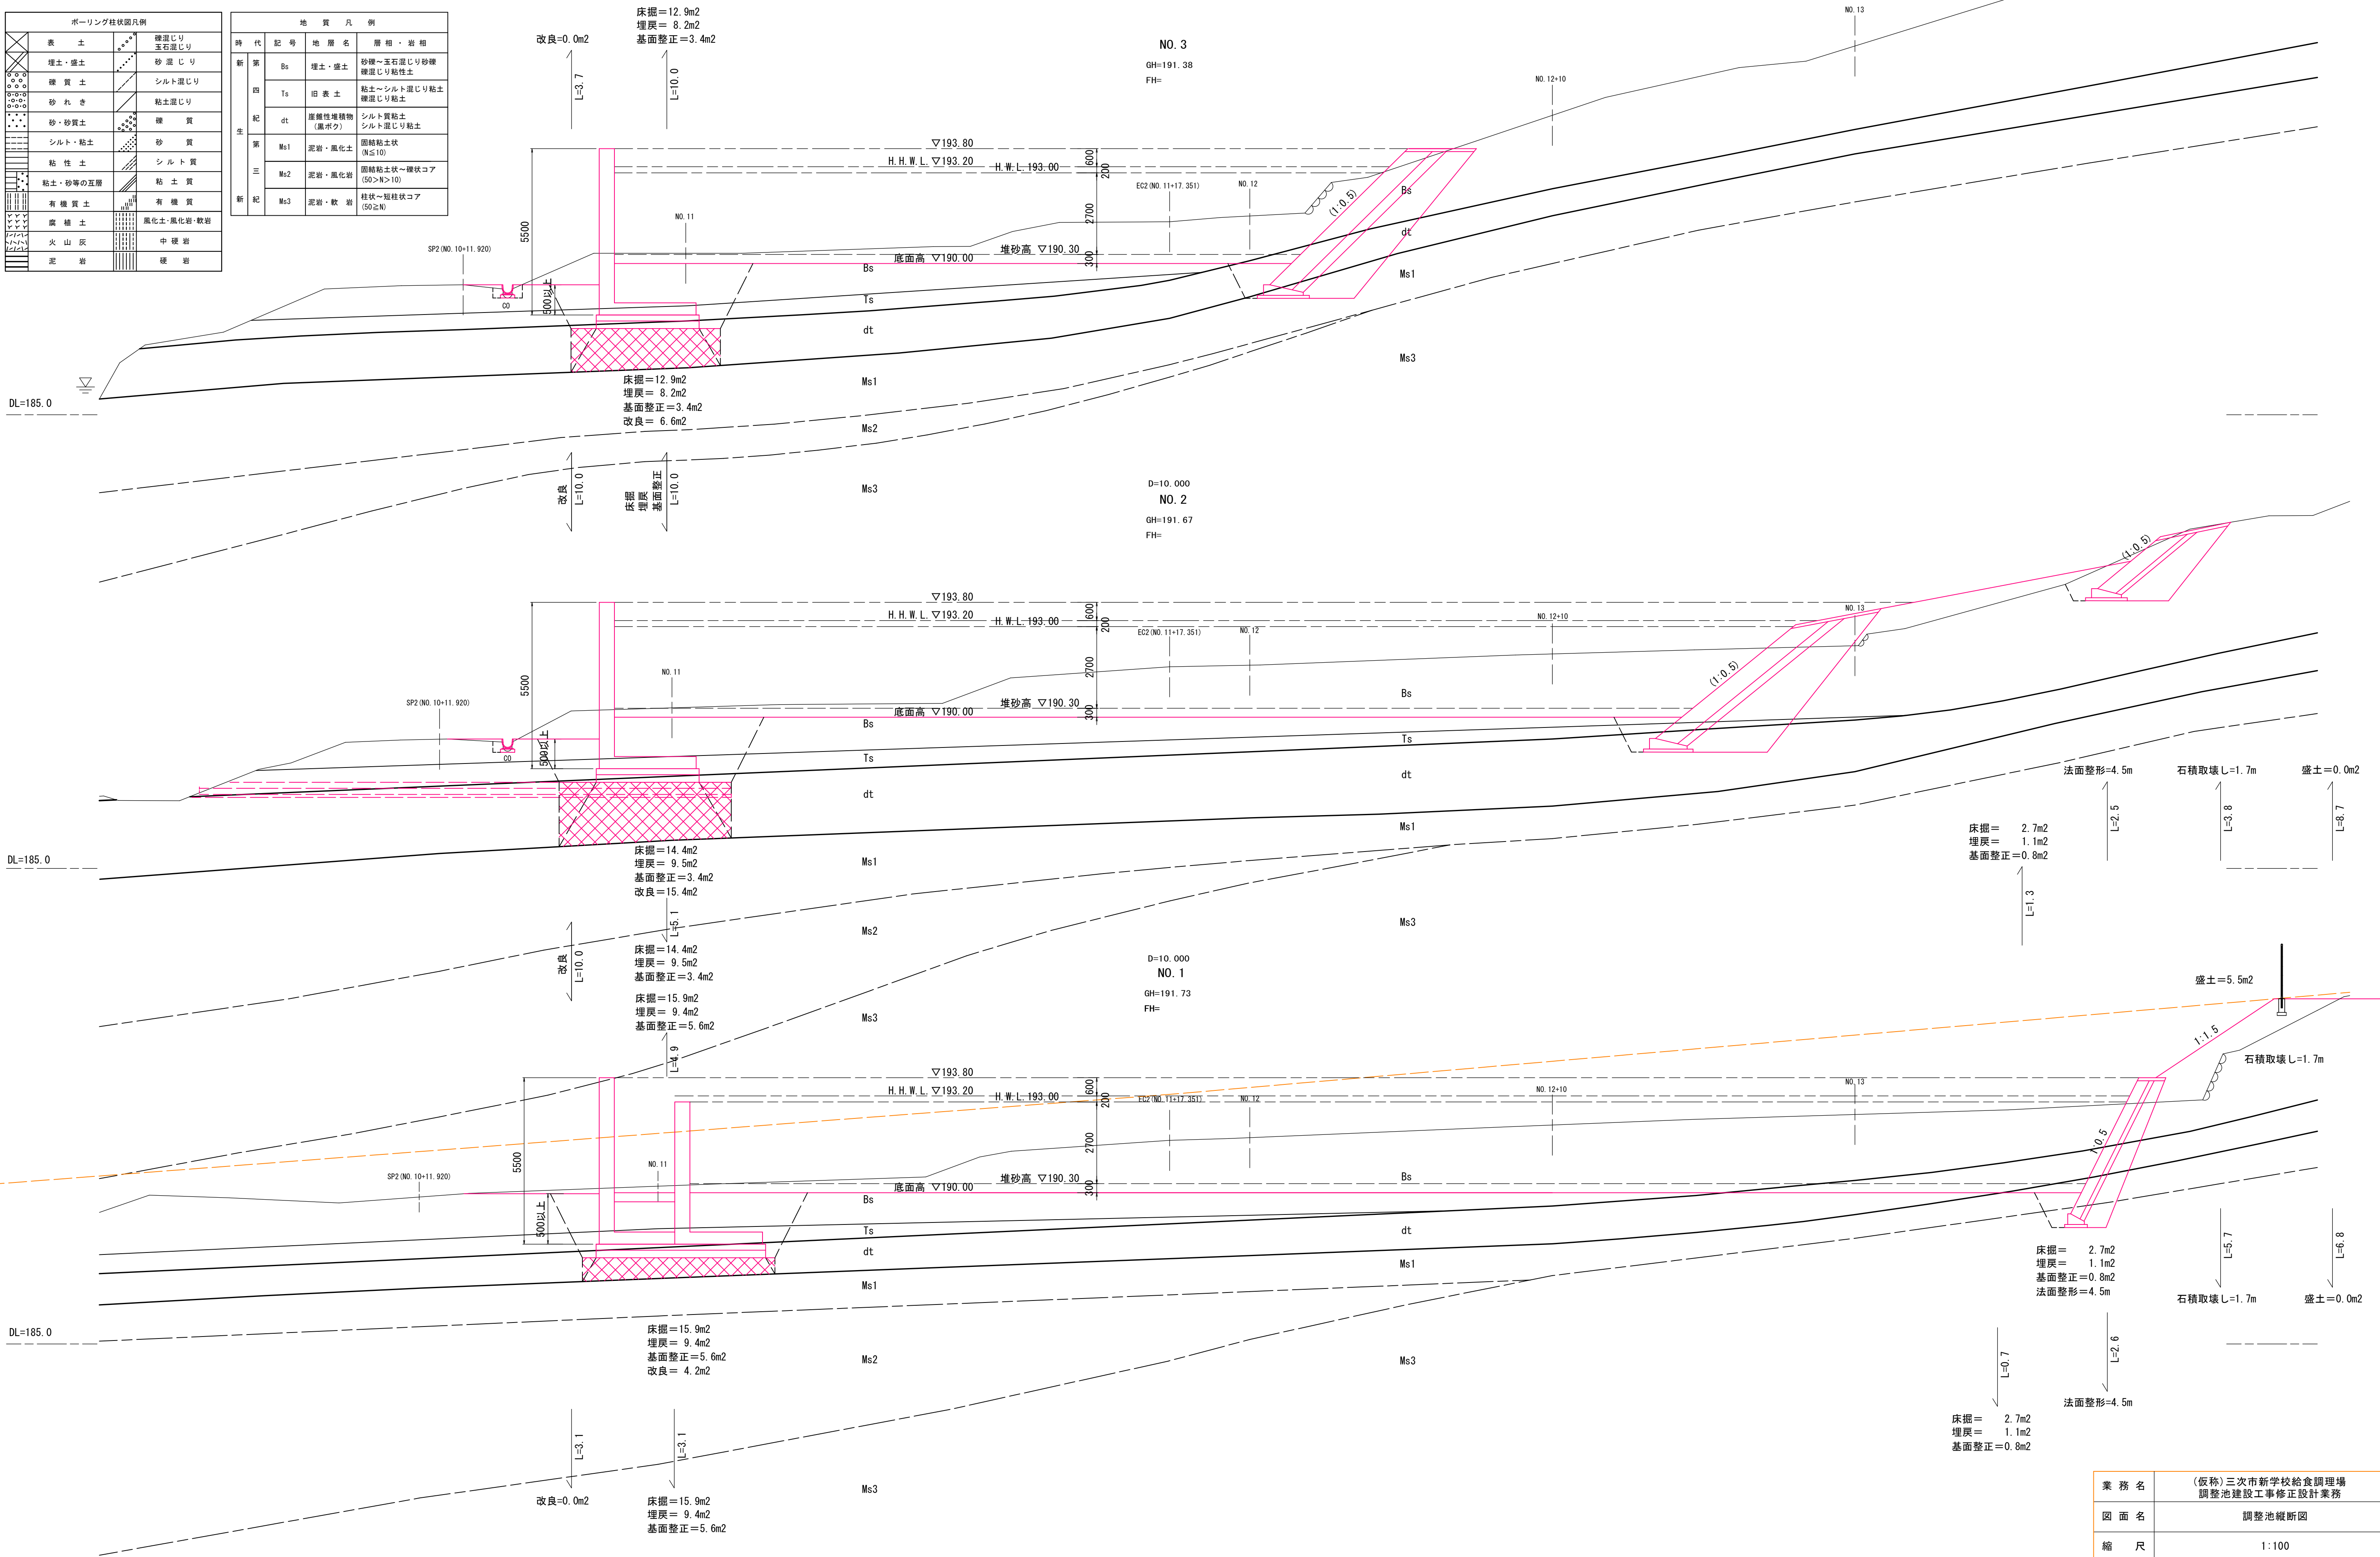 ボーリング柱状図凡例
表 土 礫混じり 玉石混じり
埋土・盛土 砂 混 じ り
礫 質 土 シルト混じり
砂 れ き 粘土混じり
砂・砂質土 礫 質
シルト・粘土 砂 質
粘 性 土 シ ル ト 質
粘土・砂等の互層 粘 土 質
有 機 質 土 有 機 質
腐 植 土 風化土・風化岩・軟岩
火 山 灰 中 硬 岩
泥 岩 硬 岩
地 質 凡 例
時 代 記 号 地 層 名 層 相 ・ 岩 相
新 生 新
第 四 紀
第 三 紀
Bs 埋土・盛土 砂礫～玉石混じり砂礫 礫混じり粘性土
Ts 旧 表 土 粘土～シルト混じり粘土 礫混じり粘土
dt 崖錐性堆積物 (黒ボク) シルト質粘土 シルト混じり粘土
Ms1 泥岩・風化土 固結粘土状 (N≦10)
Ms2 泥岩・風化岩 固結粘土状～礫状コア (50>N>10)
Ms3 泥岩・軟 岩 柱状～短柱状コア (50≧N)
床掘＝12.9m2
埋戻＝ 8.2m2
基面整正＝3.4m2
改良=0.0m2
L=3.7
L=10.0
NO.3
GH=191.38
FH=
NO.13
NO.12+10
▽193.80
H.H.W.L. ▽193.20
H.W.L.193.00
600
200
2700
300
5500
EC2(NO.11+17.351)
NO.12
NO.11
SP2(NO.10+11.920)
(1:0.5)
Bs
dt
堆砂高 ▽190.30
底面高 ▽190.00
Bs
Ms1
CO
500以上
Ts
dt
Ms3
Ms1
DL=185.0
床掘＝12.9m2
埋戻＝ 8.2m2
基面整正＝3.4m2
改良＝ 6.6m2
Ms2
改良
L=10.0
床掘
埋戻
基面整正
L=10.0
Ms3
D=10.000
NO.2
GH=191.67
FH=
(1:0.5)
▽193.80
H.H.W.L. ▽193.20
H.W.L.193.00
600
200
2700
300
5500
NO.12+10
NO.13
EC2(NO.11+17.351)
NO.12
NO.11
(1:0.5)
SP2(NO.10+11.920)
Bs
堆砂高 ▽190.30
底面高 ▽190.00
Bs
Ts
500以上
CO
Ts
dt
dt
法面整形=4.5m
石積取壊し=1.7m
盛土＝0.0m2
L=2.5
L=3.8
L=8.7
Ms1
床掘＝ 2.7m2
埋戻＝ 1.1m2
基面整正＝0.8m2
L=1.3
DL=185.0
床掘＝14.4m2
埋戻＝ 9.5m2
基面整正＝3.4m2
改良＝15.4m2
Ms1
L=5.1
Ms3
Ms2
改良
L=10.0
床掘＝14.4m2
埋戻＝ 9.5m2
基面整正＝3.4m2
D=10.000
NO.1
GH=191.73
FH=
床掘＝15.9m2
埋戻＝ 9.4m2
基面整正＝5.6m2
L=4.9
Ms3
盛土＝5.5m2
1:1.5
石積取壊し=1.7m
▽193.80
H.H.W.L. ▽193.20
H.W.L.193.00
600
200
2700
300
5500
EC2(NO.11+17.351)
NO.12
NO.12+10
NO.13
1:0.5
NO.11
SP2(NO.10+11.920)
堆砂高 ▽190.30
底面高 ▽190.00
Bs
Bs
500以上
Ts
dt
dt
Ms1
Ms1
床掘＝ 2.7m2
埋戻＝ 1.1m2
基面整正＝0.8m2
法面整形＝4.5m
L=5.7
L=6.8
石積取壊し=1.7m
盛土＝0.0m2
DL=185.0
床掘＝15.9m2
埋戻＝ 9.4m2
基面整正＝5.6m2
改良＝ 4.2m2
Ms2
Ms3
L=0.7
L=2.6
法面整形=4.5m
床掘＝ 2.7m2
埋戻＝ 1.1m2
基面整正＝0.8m2
L=3.1
L=3.1
Ms3
改良=0.0m2
床掘＝15.9m2
埋戻＝ 9.4m2
基面整正＝5.6m2
業 務 名 (仮称)三次市新学校給食調理場 調整池建設工事修正設計業務
図 面 名 調整池縦断図
縮 尺 1:100